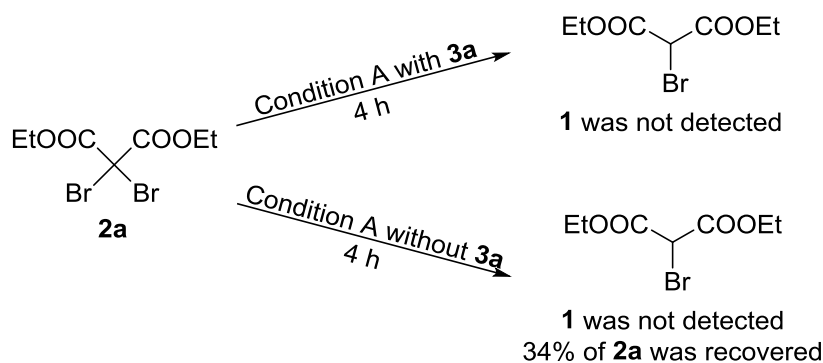 EtOOC COOEt
Br Br
2a
Condition A with 3a
4 h
EtOOC COOEt
Br
1 was not detected
Condition A without 3a
4 h
EtOOC COOEt
Br
1 was not detected
34% of 2a was recovered